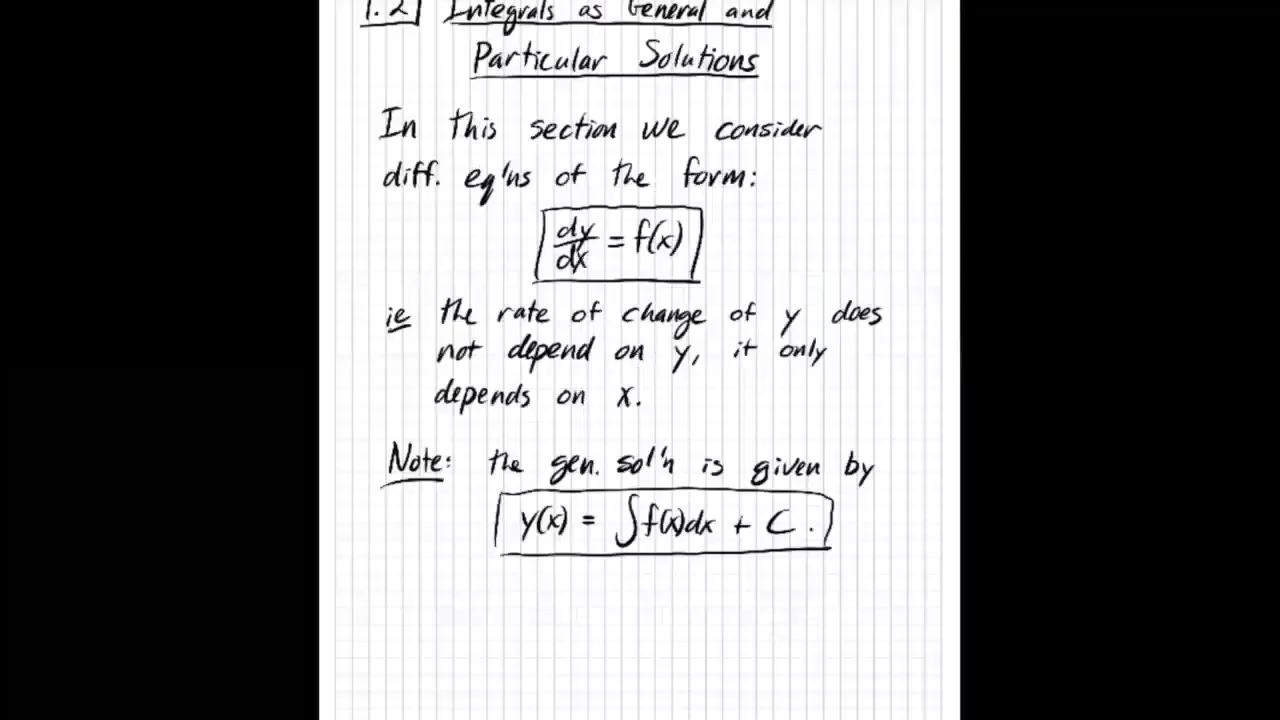 1.2 Integrals as General and
Particular Solutions
In this section we consider
diff. eq'ns of the form:
dy/dx = f(x)
ie the rate of change of y does
not depend on y, it only
depends on x.
Note: the gen. sol'n is given by
y(x) = ∫f(x)dx + C.